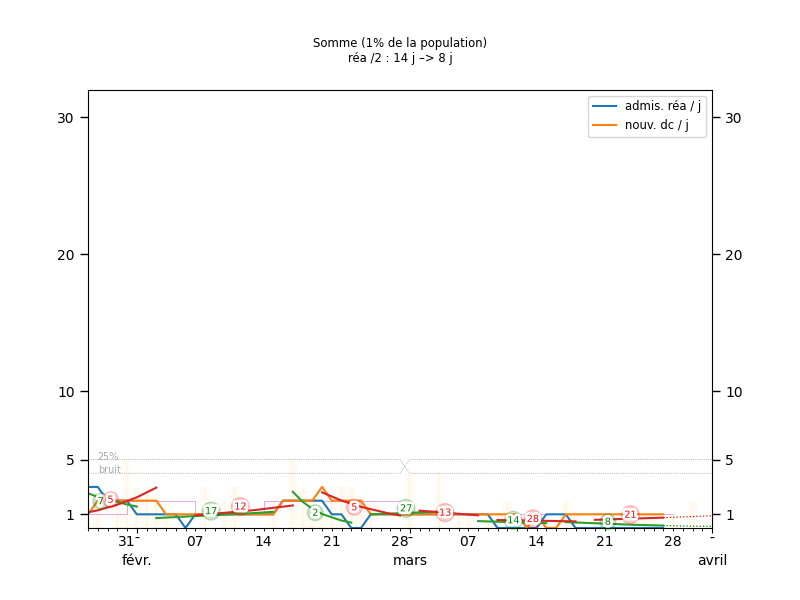 Somme (1% de la population)
réa /2 : 14 j –> 8 j
admis. réa / j
nouv. dc / j
30 30
20 20
10 10
5 5
1 1
25%
bruit
7 5 17 12 2 5 27 13 14 28 8 21
31 07 14 21 28 07 14 21 28
févr. mars avril